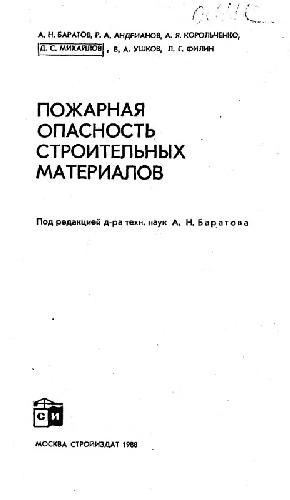 А. Н. БАРАТОВ, Р. А. АНДРИАНОВ, А. Я. КОРОЛЬЧЕНКО,
Д. С. МИХАЙЛОВ, В. А. УШКОВ, Л. Г. ФИЛИН
ПОЖАРНАЯ
ОПАСНОСТЬ
СТРОИТЕЛЬНЫХ
МАТЕРИАЛОВ
Под редакцией д-ра техн. наук А. Н. Баратова
СИ
МОСКВА СТРОЙИЗДАТ 1988